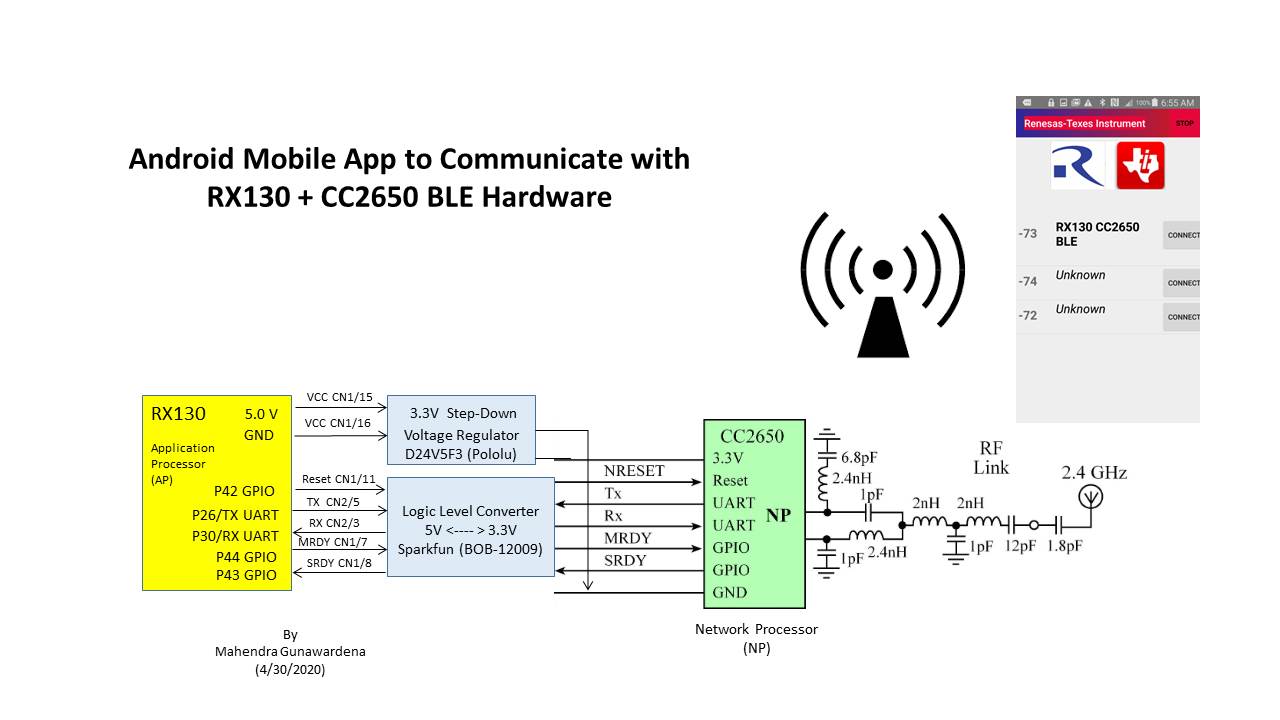 Android Mobile App to Communicate with
RX130 + CC2650 BLE Hardware
100% 6:55 AM
Renesas-Texes Instrument STOP
-73 RX130 CC2650
BLE
CONNECT
-74 Unknown CONNECT
-72 Unknown CONNECT
RX130 5.0 V
GND
Application
Processor
(AP)
P42 GPIO
P26/TX UART
P30/RX UART
P44 GPIO
P43 GPIO
VCC CN1/15
VCC CN1/16
Reset CN1/11
TX CN2/5
RX CN2/3
MRDY CN1/7
SRDY CN1/8
3.3V Step-Down
Voltage Regulator
D24V5F3 (Pololu)
Logic Level Converter
5V <---- > 3.3V
Sparkfun (BOB-12009)
NRESET
Tx
Rx
MRDY
SRDY
CC2650
3.3V
Reset
UART
UART
GPIO
GPIO
GND
NP
6.8pF
2.4nH
1pF
1pF
2.4nH
2nH
2nH
1pF
12pF
1.8pF
RF
Link
2.4 GHz
Network Processor
(NP)
By
Mahendra Gunawardena
(4/30/2020)